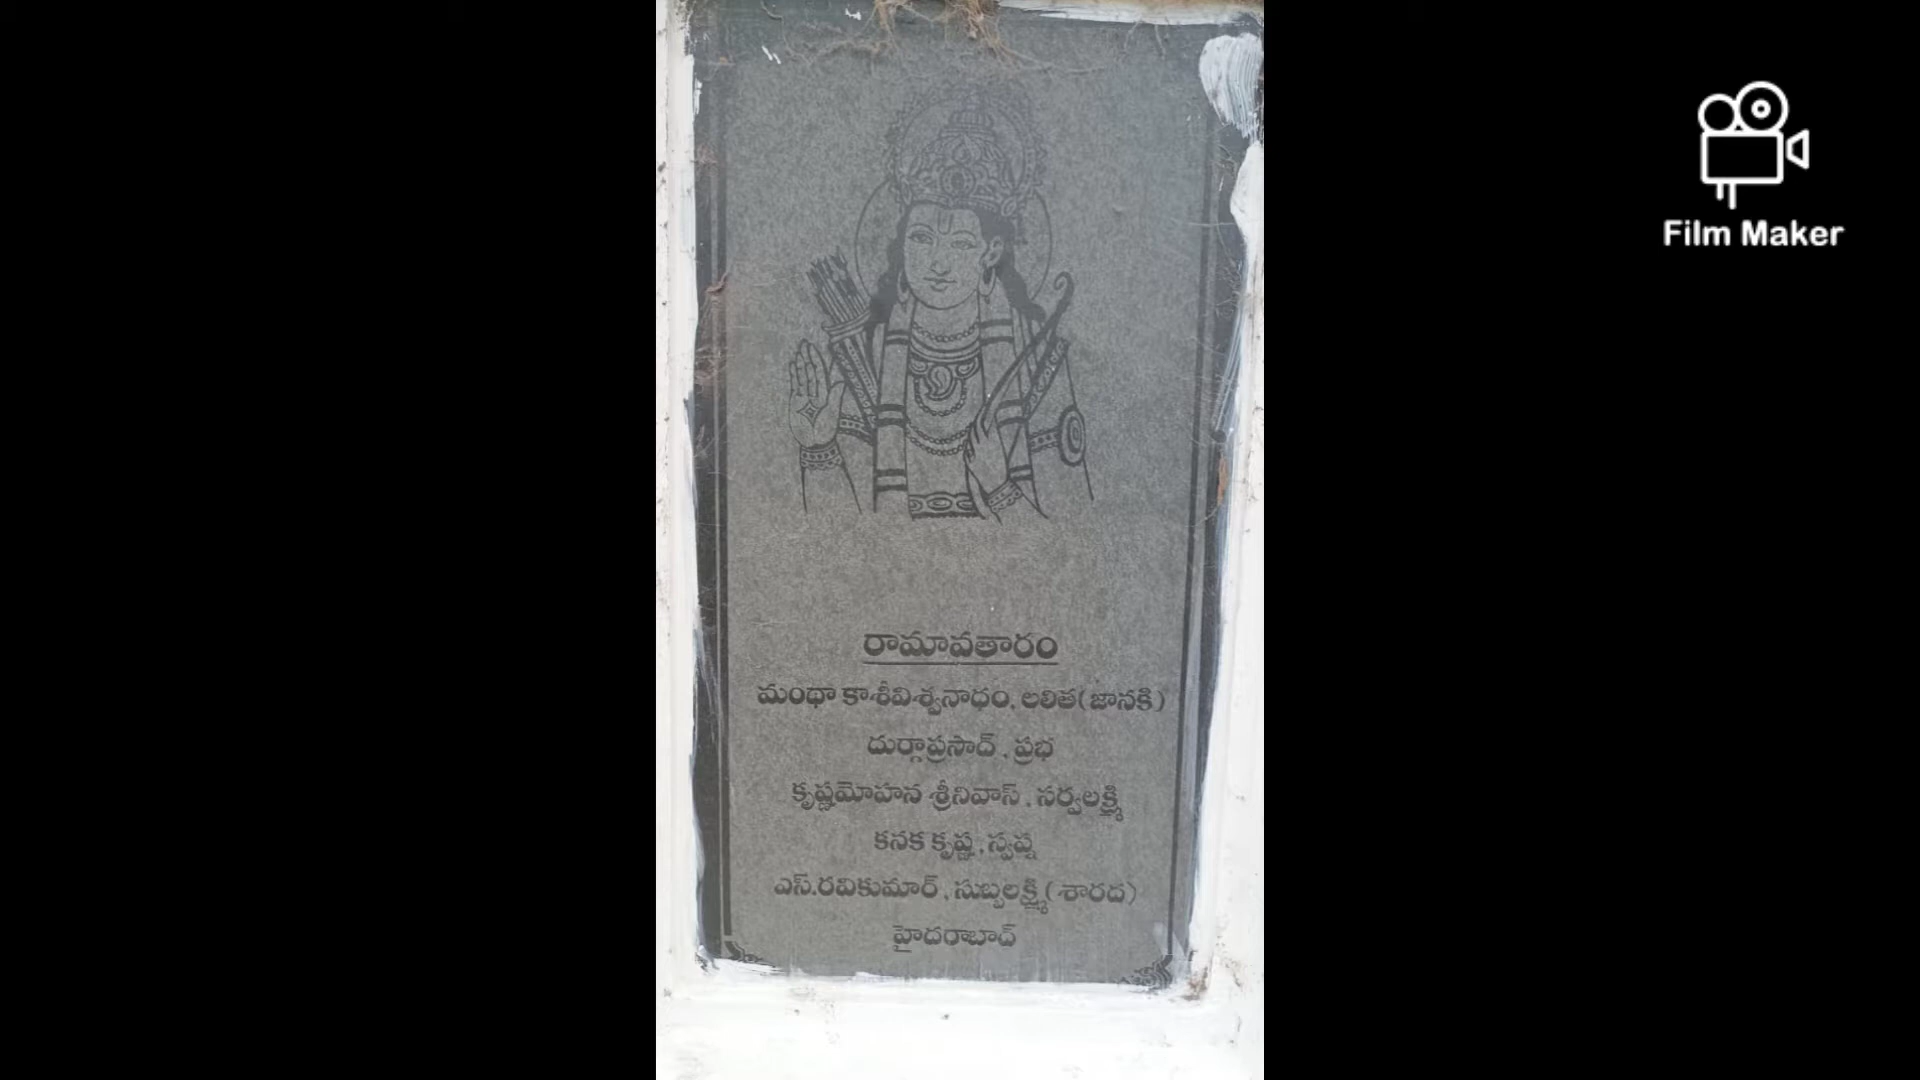 Film Maker
రామావతారం
మంథా కాశీవిశ్వనాధం, లలిత(జానకి)
దుర్గాప్రసాద్, ప్రభ
కృష్ణమోహన శ్రీనివాస్, సర్వలక్ష్మి
కనక కృష్ణ, స్వప్న
ఎస్.రవికుమార్, సుబ్బలక్ష్మి(శారద)
హైదరాబాద్